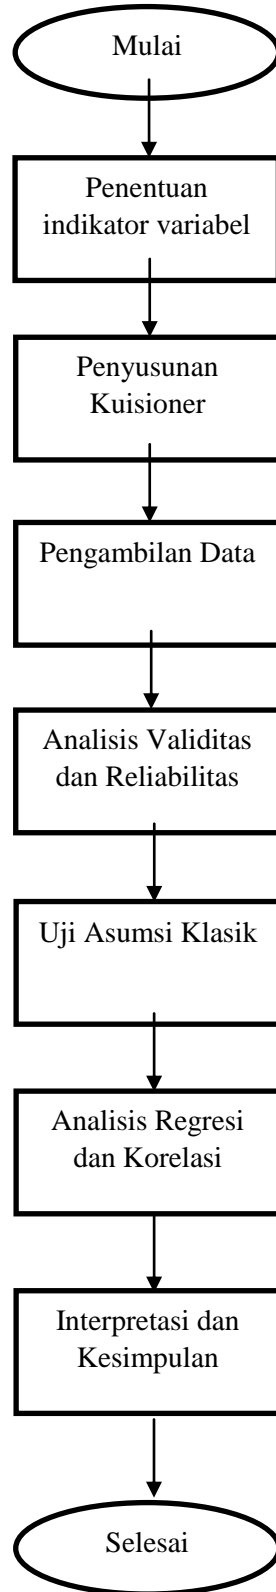 Mulai
Penentuan
indikator variabel
Penyusunan
Kuisioner
Pengambilan Data
Analisis Validitas
dan Reliabilitas
Uji Asumsi Klasik
Analisis Regresi
dan Korelasi
Interpretasi dan
Kesimpulan
Selesai